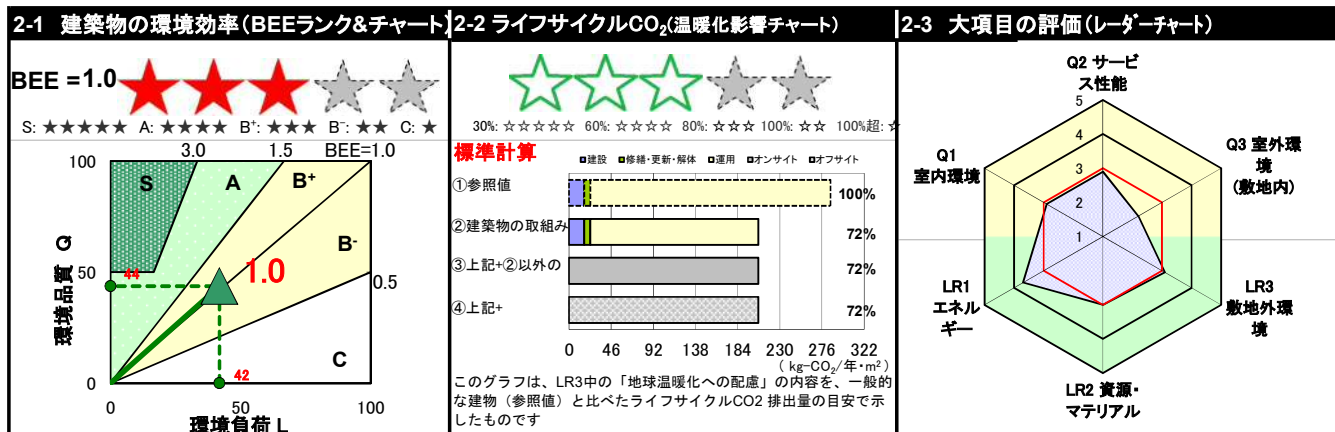 2-1 建築物の環境効率(BEEランク&チャート)
BEE = 1.0
S: ★★★★★ A: ★★★★ B+: ★★★ B-: ★★ C: ★
3.0 1.5 BEE=1.0
100
S A B+
B-
50
44
1.0
0.5
環境品質 Q
C
42
0
0 50 100
環境負荷 L
2-2 ライフサイクルCO2(温暖化影響チャート)
30%: ☆☆☆☆☆ 60%: ☆☆☆☆ 80%: ☆☆☆ 100%: ☆☆ 100%超: ☆
標準計算
建設 修繕・更新・解体 運用 オンサイト オフサイト
①参照値 100%
②建築物の取組み 72%
③上記+②以外の 72%
④上記+ 72%
0 46 92 138 184 230 276 322
( kg-CO2/年・m2 )
このグラフは、LR3中の「地球温暖化への配慮」の内容を、一般的
な建物(参照値)と比べたライフサイクルCO2 排出量の目安で示
したものです
2-3 大項目の評価(レーダーチャート)
Q2 サービ
ス性能
5
4
3
2
1
Q1
室内環境
Q3 室外環
境
(敷地内)
LR1
エネル
ギー
LR3
敷地外環
境
LR2 資源・
マテリアル